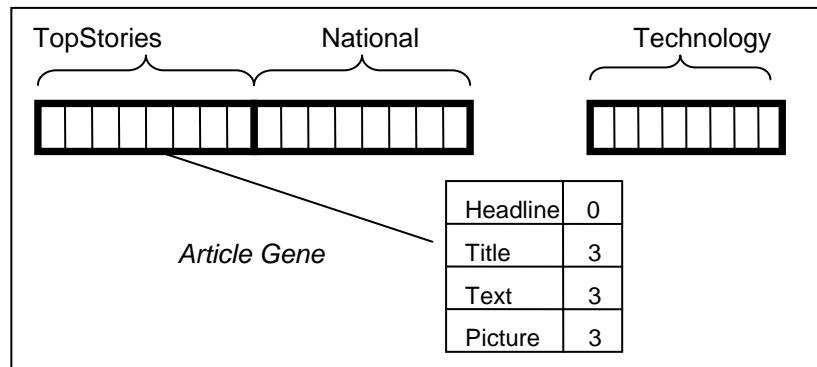 TopStories National Technology
Article Gene
Headline 0
Title 3
Text 3
Picture 3